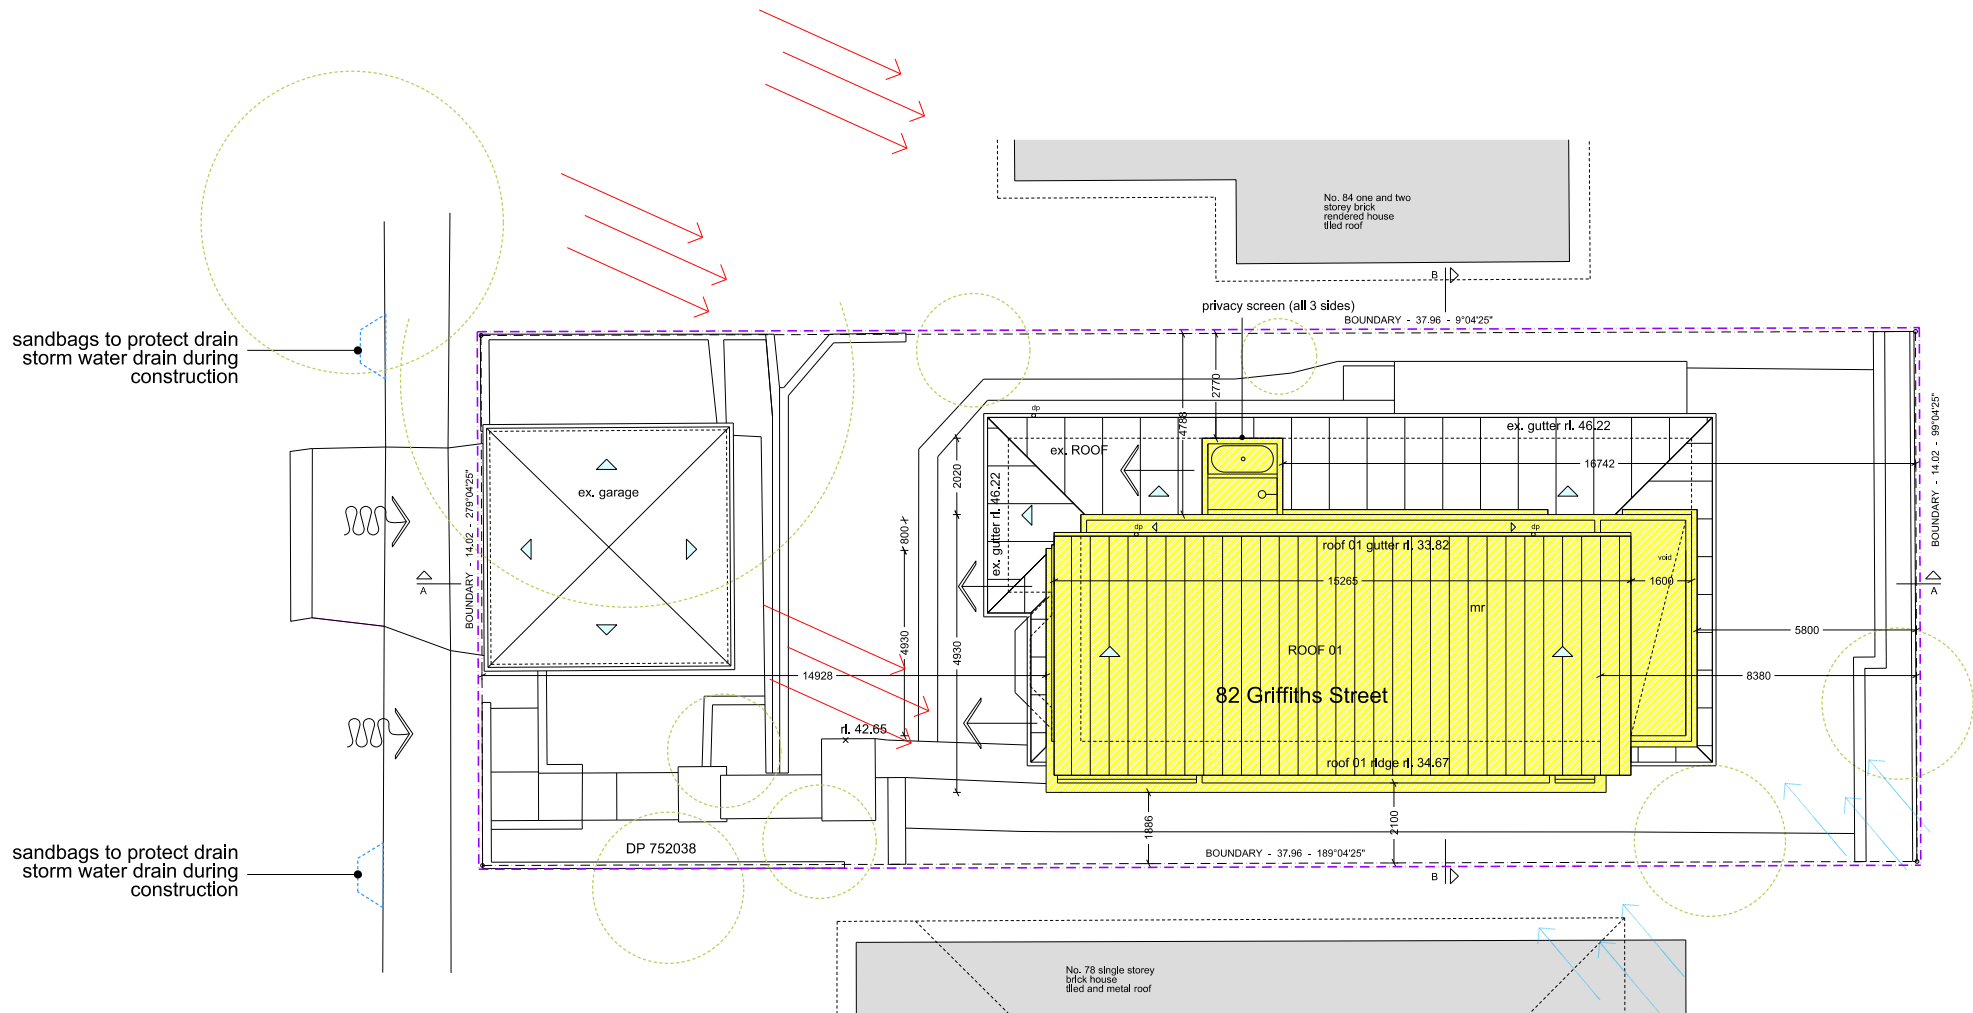 No. 84 one and two
storey brick
rendered house
tiled roof
B
privacy screen (all 3 sides)
BOUNDARY - 37.96 - 9°04'25"
sandbags to protect drain
storm water drain during
construction
2770
4788
dp
ex. gutter rl. 46.22
ex. ROOF
16742
2020
ex. gutter rl. 46.22
ex. garage
BOUNDARY - 14.02 - 279°04'25"
BOUNDARY - 14.02 - 99°04'25"
800
dp
dp
roof 01 gutter rl. 33.82
void
15265
1600
A
A
mr
4930
4930
5800
ROOF 01
14928
8380
82 Griffiths Street
rl. 42.65
roof 01 ridge rl. 34.67
1886
2100
DP 752038
BOUNDARY - 37.96 - 189°04'25"
B
sandbags to protect drain
storm water drain during
construction
No. 78 single storey
brick house
tiled and metal roof